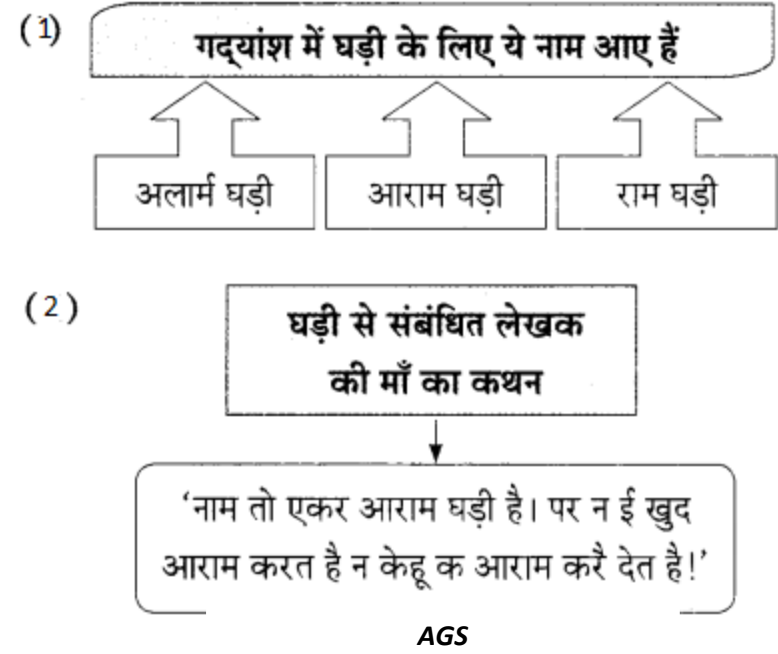 (1)
गद्यांश में घड़ी के लिए ये नाम आए हैं
अलार्म घड़ी
आराम घड़ी
राम घड़ी
(2)
घड़ी से संबंधित लेखक
की माँ का कथन
‘नाम तो एकर आराम घड़ी है। पर न ई खुद
आराम करत है न केहू क आराम करै देत है!’
AGS